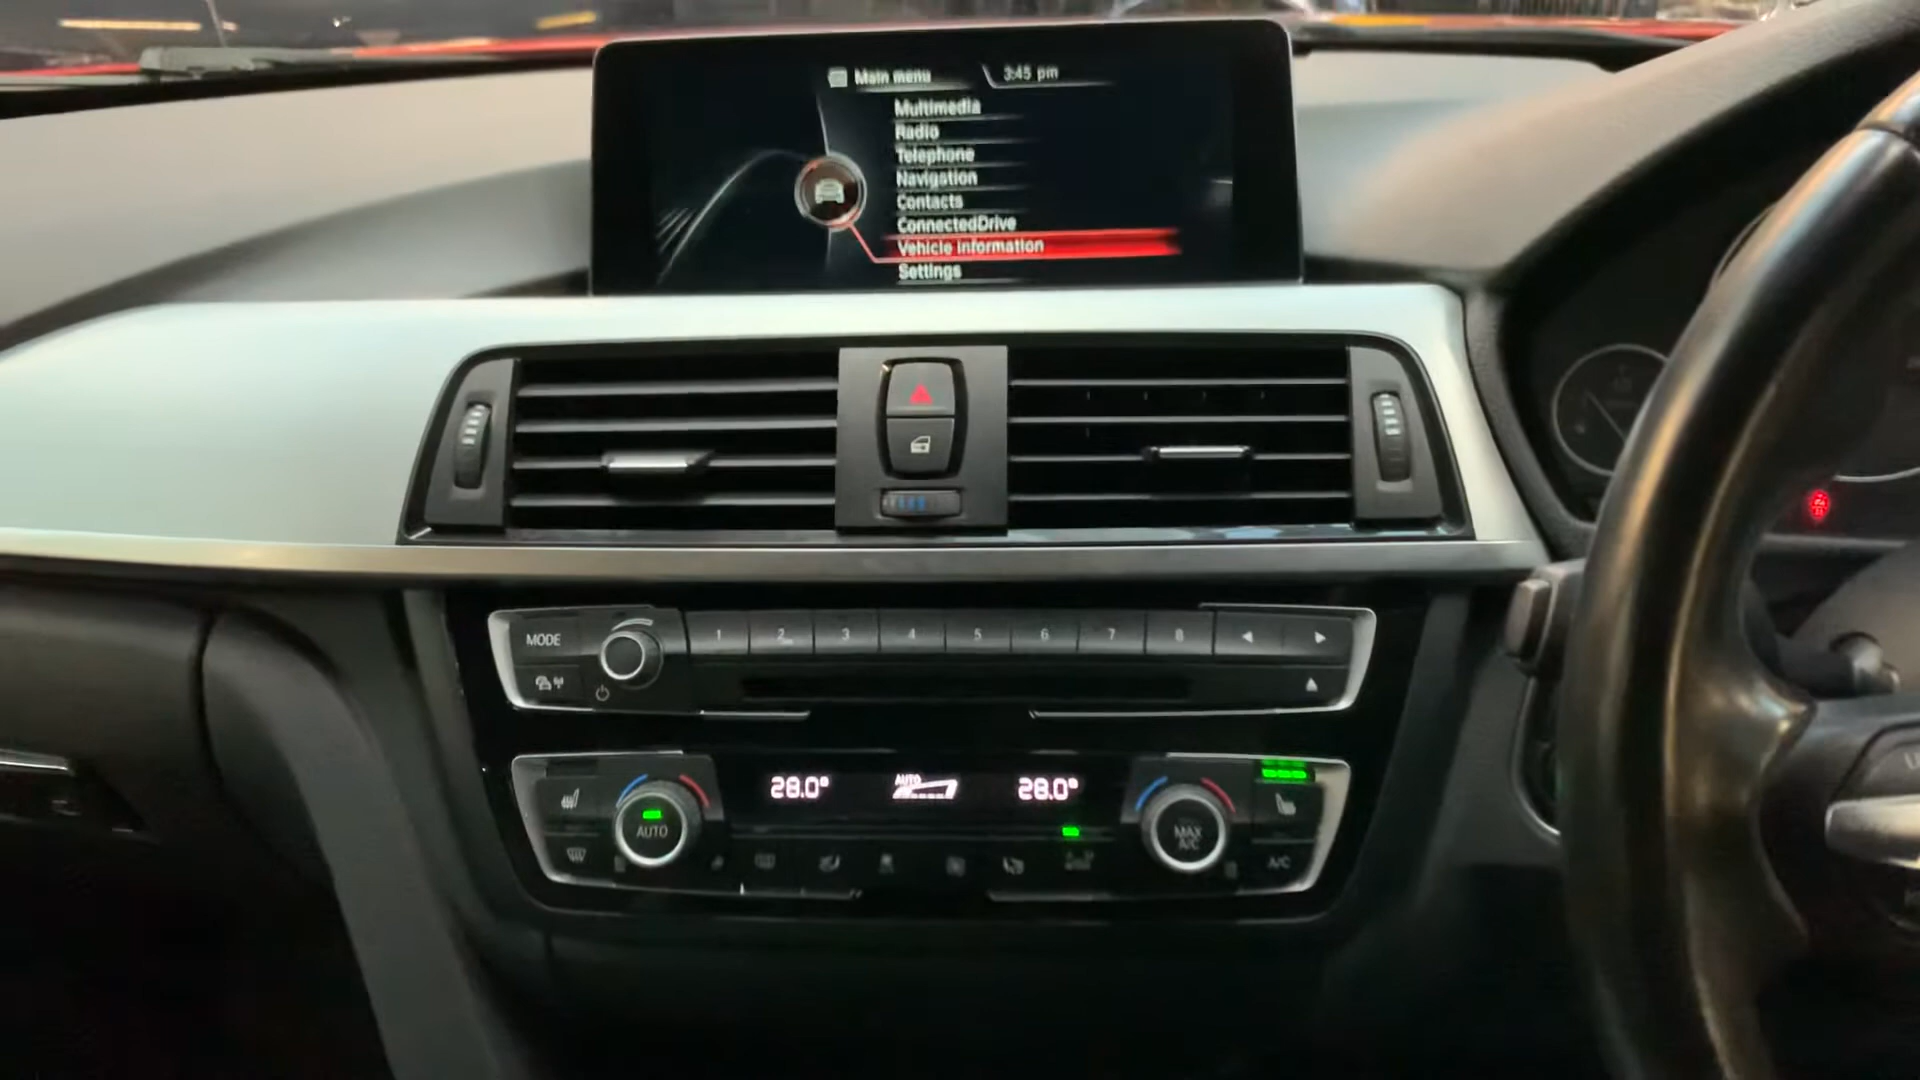 Main menu 3:45 pm
Multimedia
Radio
Telephone
Navigation
Contacts
ConnectedDrive
Vehicle information
Settings
MODE 1 2 3 4 5 6 7 8
28.0° AUTO 28.0°
AUTO MAX A/C
A/C